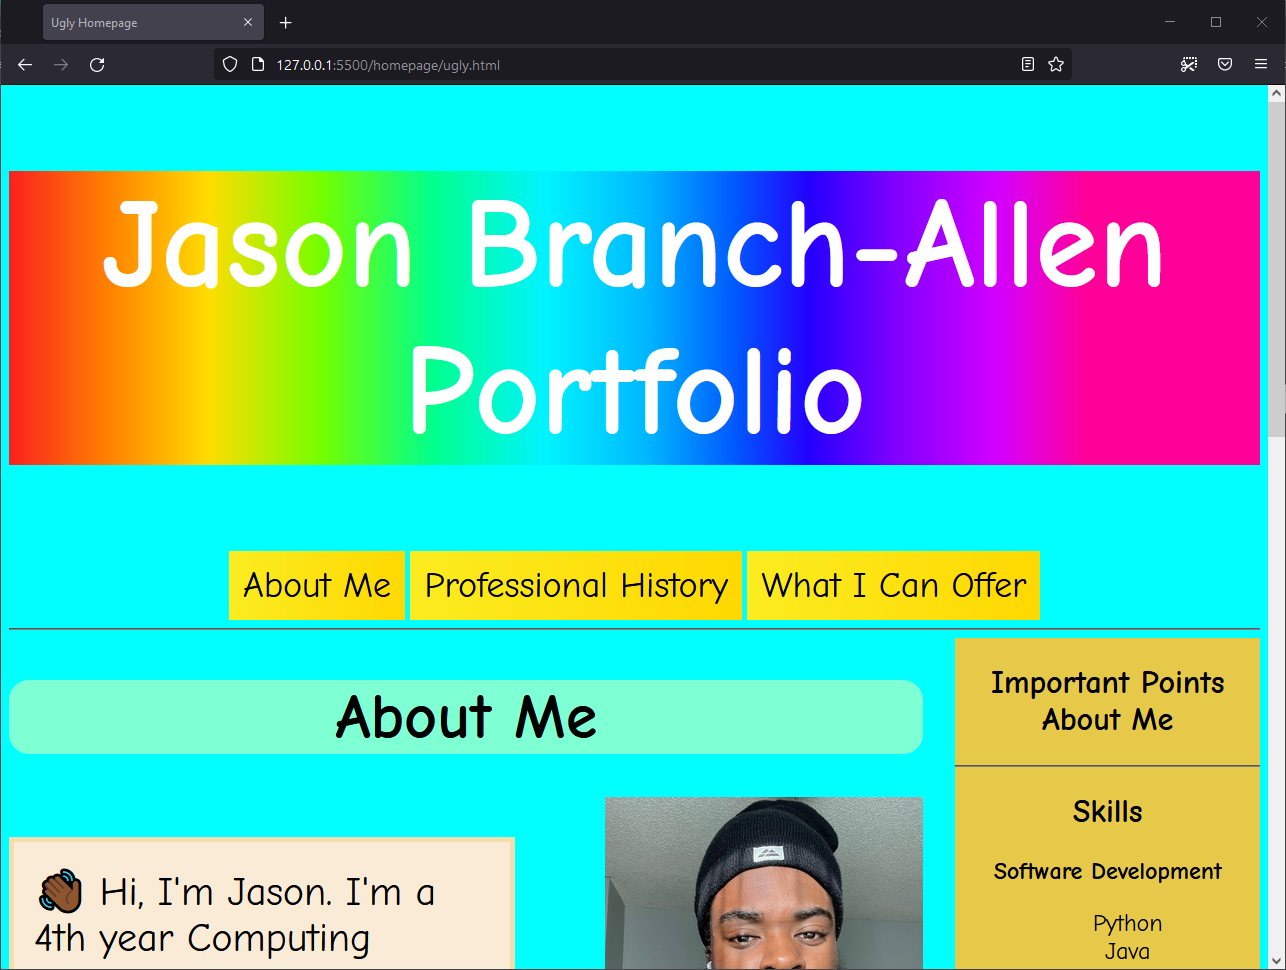 Ugly Homepage
127.0.0.1:5500/homepage/ugly.html
Jason Branch-Allen
Portfolio
About Me
Professional History
What I Can Offer
About Me
👋🏾 Hi, I'm Jason. I'm a
4th year Computing
Important Points
About Me
Skills
Software Development
Python
Java